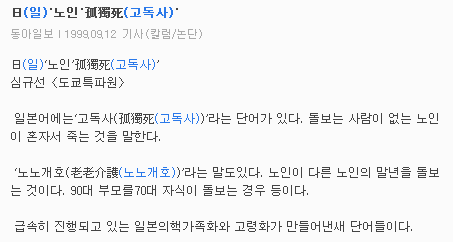 日(일)'노인'孤獨死(고독사)'
동아일보 | 1999.09.12 기사(칼럼/논단)
日(일)‘노인’孤獨死(고독사)’
심규선 <도쿄특파원>
일본어에는‘고독사(孤獨死(고독사))’라는 단어가 있다. 돌보는 사람이 없는 노인
이 혼자서 죽는 것을 말한다.
‘노노개호(老老介護(노노개호))’라는 말도있다. 노인이 다른 노인의 말년을 돌보
는 것이다. 90대 부모를70대 자식이 돌보는 경우 등이다.
급속히 진행되고 있는 일본의핵가족화와 고령화가 만들어낸새 단어들이다.